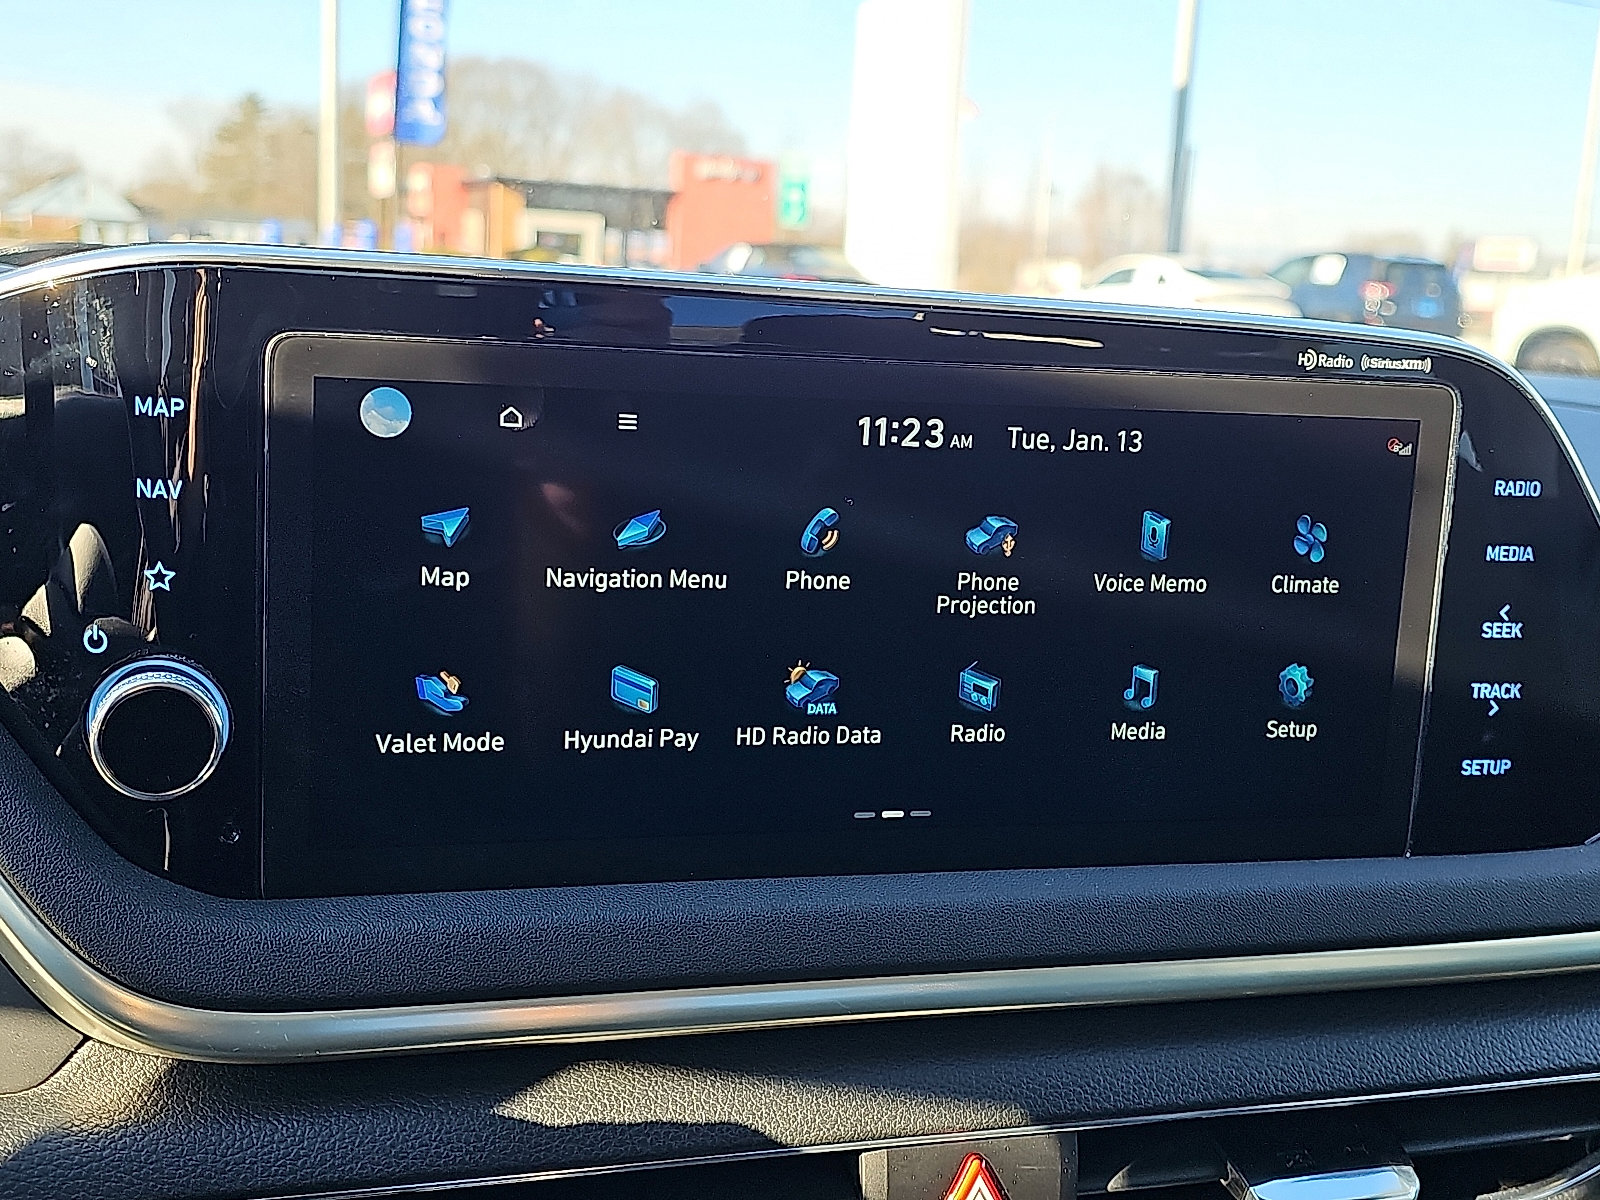 HD Radio ((SiriusXM))
MAP
NAV
11:23 AM Tue, Jan. 13
Map
Navigation Menu
Phone
Phone
Projection
Voice Memo
Climate
Valet Mode
Hyundai Pay
DATA
HD Radio Data
Radio
Media
Setup
RADIO
MEDIA
<
SEEK
TRACK
>
SETUP